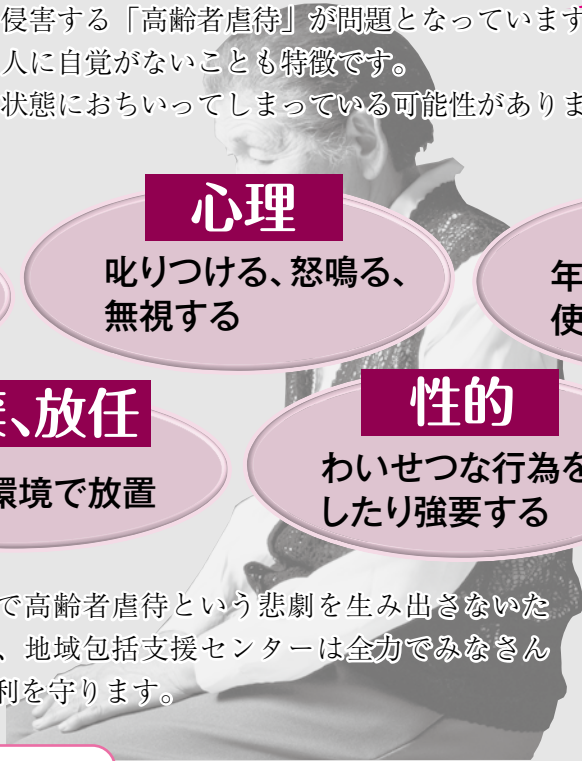 侵害する「高齢者虐待」が問題となっています
人に自覚がないことも特徴です。
状態におちいってしまっている可能性がありま
心理
叱りつける、怒鳴る、
無視する
年
使
、放任
環境で放置
性的
わいせつな行為を
したり強要する
で高齢者虐待という悲劇を生み出さないた
、地域包括支援センターは全力でみなさん
利を守ります。